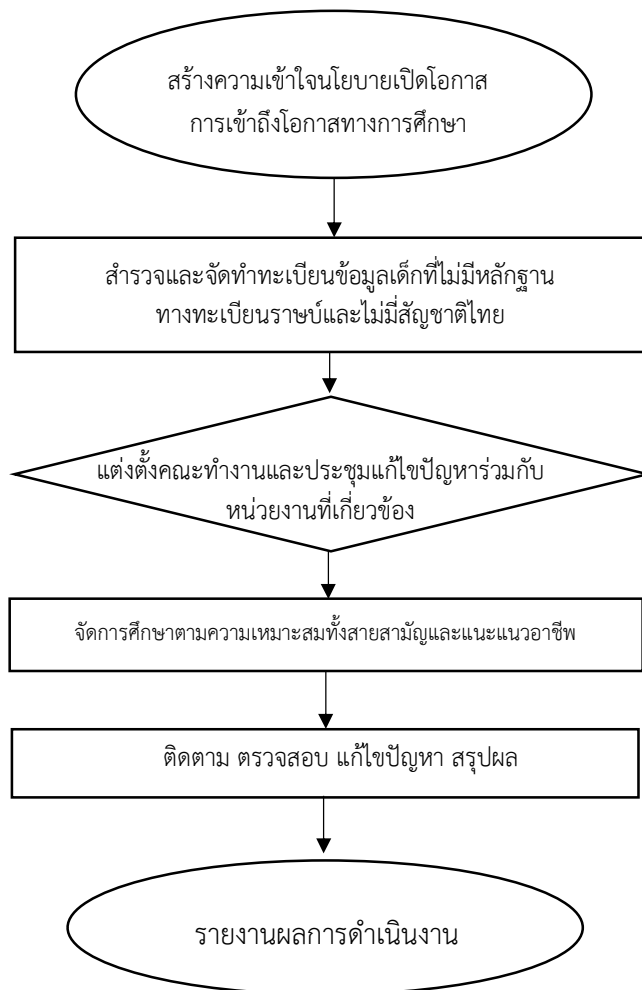 สร้างความเข้าใจนโยบายเปิดโอกาส
การเข้าถึงโอกาสทางการศึกษา
สำรวจและจัดทำทะเบียนข้อมูลเด็กที่ไม่มีหลักฐาน
ทางทะเบียนราษบ์และไม่มี่สัญชาติไทย
แต่งตั้งคณะทำงานและประชุมแก้ไขปัญหาร่วมกับ
หน่วยงานที่เกี่ยวข้อง
จัดการศึกษาตามความเหมาะสมทั้งสายสามัญและแนะแนวอาชีพ
ติดตาม ตรวจสอบ แก้ไขปัญหา สรุปผล
รายงานผลการดำเนินงาน